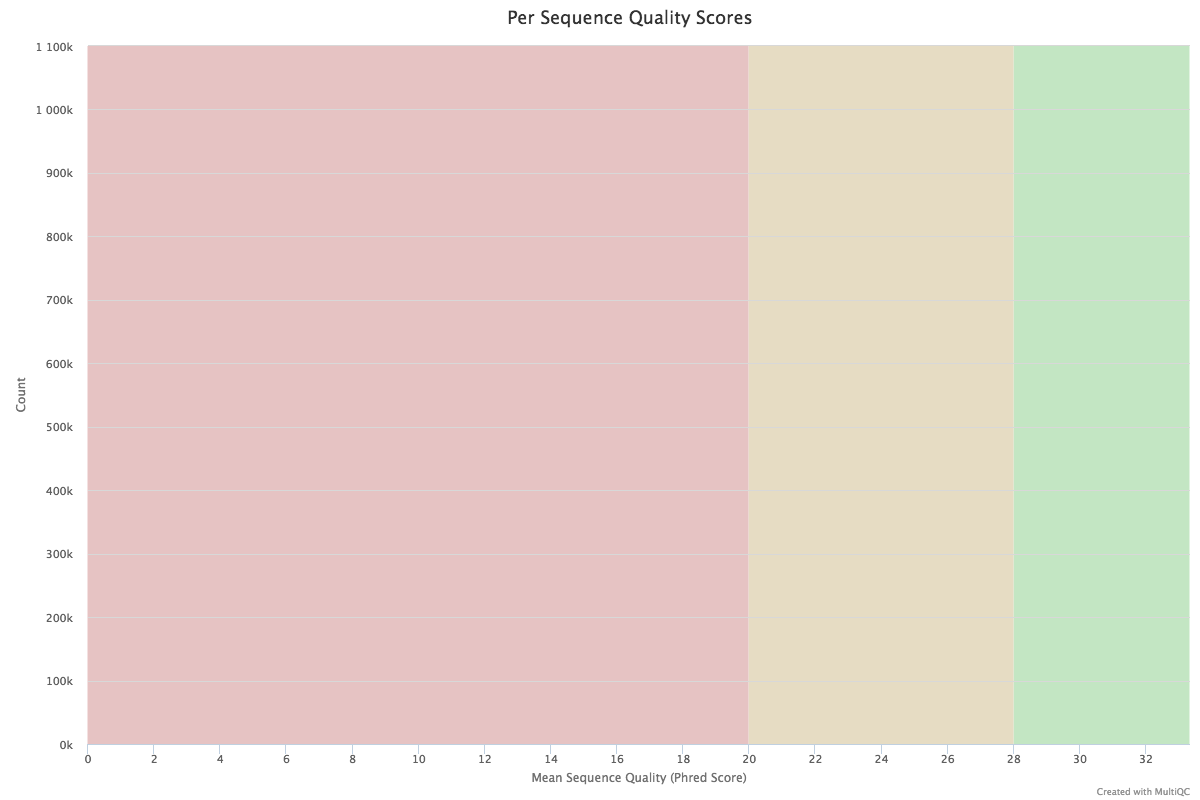 Per Sequence Quality Scores
1 100k
1 000k
900k
800k
700k
600k
500k
400k
300k
200k
100k
0k
Count
0 2 4 6 8 10 12 14 16 18 20 22 24 26 28 30 32
Mean Sequence Quality (Phred Score)
Created with MultiQC